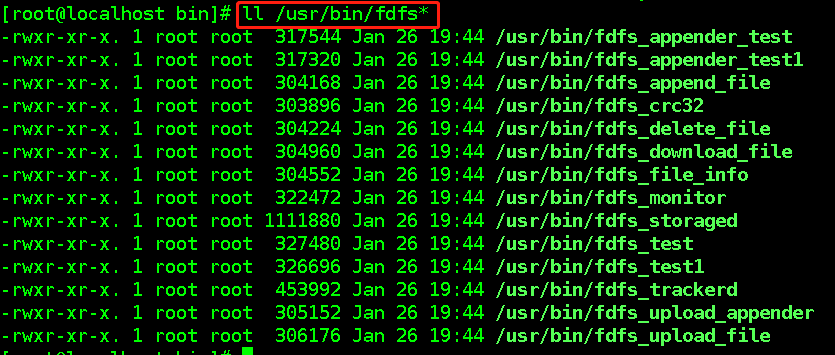 [root@localhost bin]# ll /usr/bin/fdfs*
-rwxr-xr-x. 1 root root  317544 Jan 26 19:44 /usr/bin/fdfs_appender_test
-rwxr-xr-x. 1 root root  317320 Jan 26 19:44 /usr/bin/fdfs_appender_test1
-rwxr-xr-x. 1 root root  304168 Jan 26 19:44 /usr/bin/fdfs_append_file
-rwxr-xr-x. 1 root root  303896 Jan 26 19:44 /usr/bin/fdfs_crc32
-rwxr-xr-x. 1 root root  304224 Jan 26 19:44 /usr/bin/fdfs_delete_file
-rwxr-xr-x. 1 root root  304960 Jan 26 19:44 /usr/bin/fdfs_download_file
-rwxr-xr-x. 1 root root  304552 Jan 26 19:44 /usr/bin/fdfs_file_info
-rwxr-xr-x. 1 root root  322472 Jan 26 19:44 /usr/bin/fdfs_monitor
-rwxr-xr-x. 1 root root 1111880 Jan 26 19:44 /usr/bin/fdfs_storaged
-rwxr-xr-x. 1 root root  327480 Jan 26 19:44 /usr/bin/fdfs_test
-rwxr-xr-x. 1 root root  326696 Jan 26 19:44 /usr/bin/fdfs_test1
-rwxr-xr-x. 1 root root  453992 Jan 26 19:44 /usr/bin/fdfs_trackerd
-rwxr-xr-x. 1 root root  305152 Jan 26 19:44 /usr/bin/fdfs_upload_appender
-rwxr-xr-x. 1 root root  306176 Jan 26 19:44 /usr/bin/fdfs_upload_file
[root@localhost bin]#